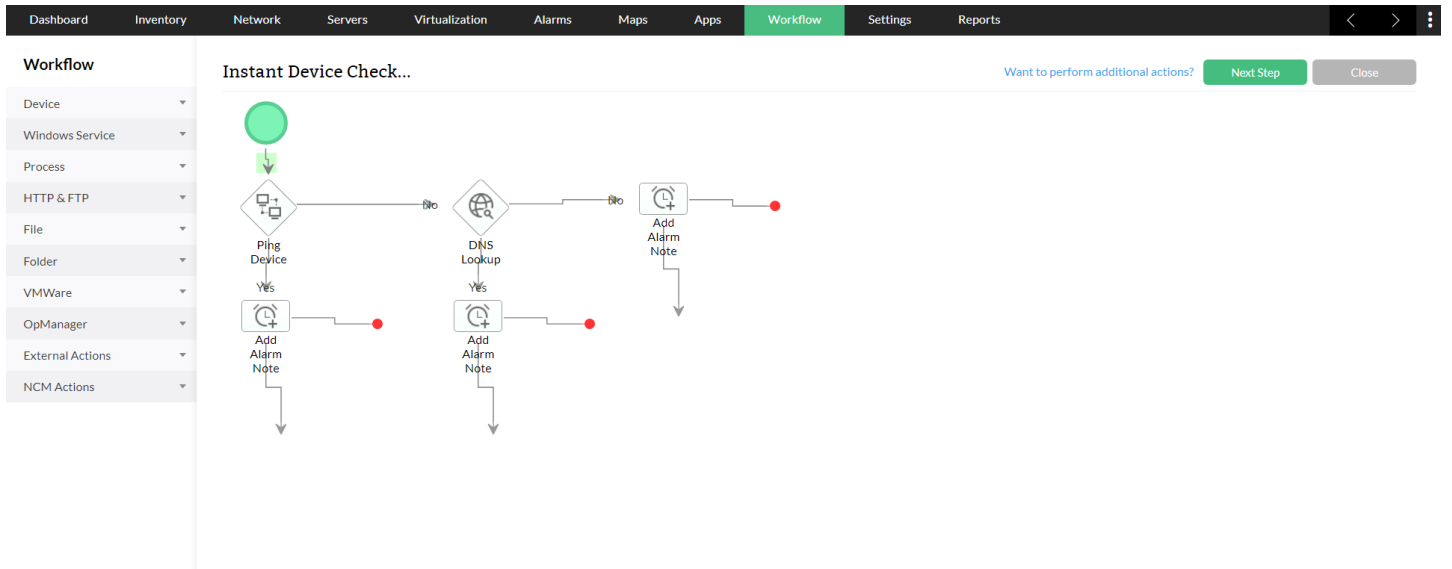 Dashboard Inventory Network Servers Virtualization Alarms Maps Apps Workflow Settings Reports
Workflow
Instant Device Check...
Want to perform additional actions?
Next Step
Close
Device
Windows Service
Process
HTTP & FTP
File
Folder
VMWare
OpManager
External Actions
NCM Actions
No
No
Ping
Device
DNS
Lookup
Add
Alarm
Note
Yes
Yes
Add
Alarm
Note
Add
Alarm
Note